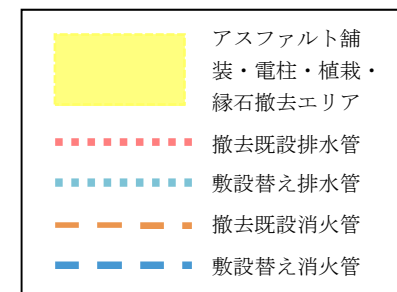 アスファルト舗
装・電柱・植栽・
縁石撤去エリア
撤去既設排水管
敷設替え排水管
撤去既設消火管
敷設替え消火管